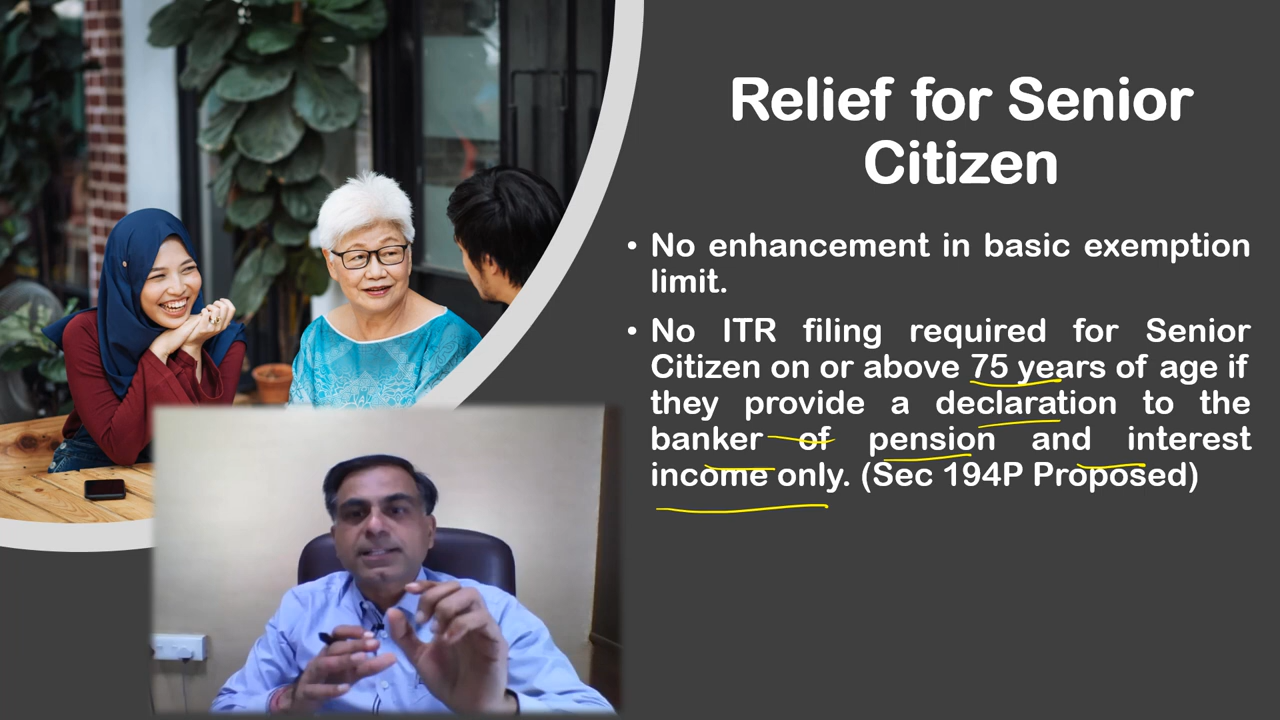 Relief for Senior
Citizen
• No enhancement in basic exemption
limit.
• No ITR filing required for Senior
Citizen on or above 75 years of age if
they provide a declaration to the
banker of pension and interest
income only. (Sec 194P Proposed)